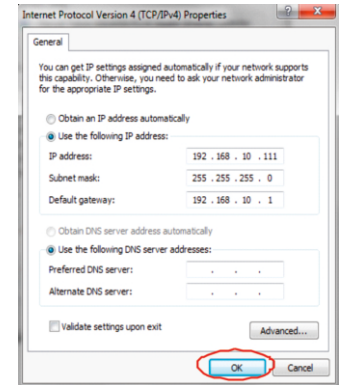 Internet Protocol Version 4 (TCP/IPv4) Properties
General
You can get IP settings assigned automatically if your network supports
this capability. Otherwise, you need to ask your network administrator
for the appropriate IP settings.
Obtain an IP address automatically
Use the following IP address:
IP address: 192 . 168 . 10 . 111
Subnet mask: 255 . 255 . 255 . 0
Default gateway: 192 . 168 . 10 . 1
Obtain DNS server address automatically
Use the following DNS server addresses:
Preferred DNS server: . . .
Alternate DNS server: . . .
Validate settings upon exit
Advanced...
OK Cancel